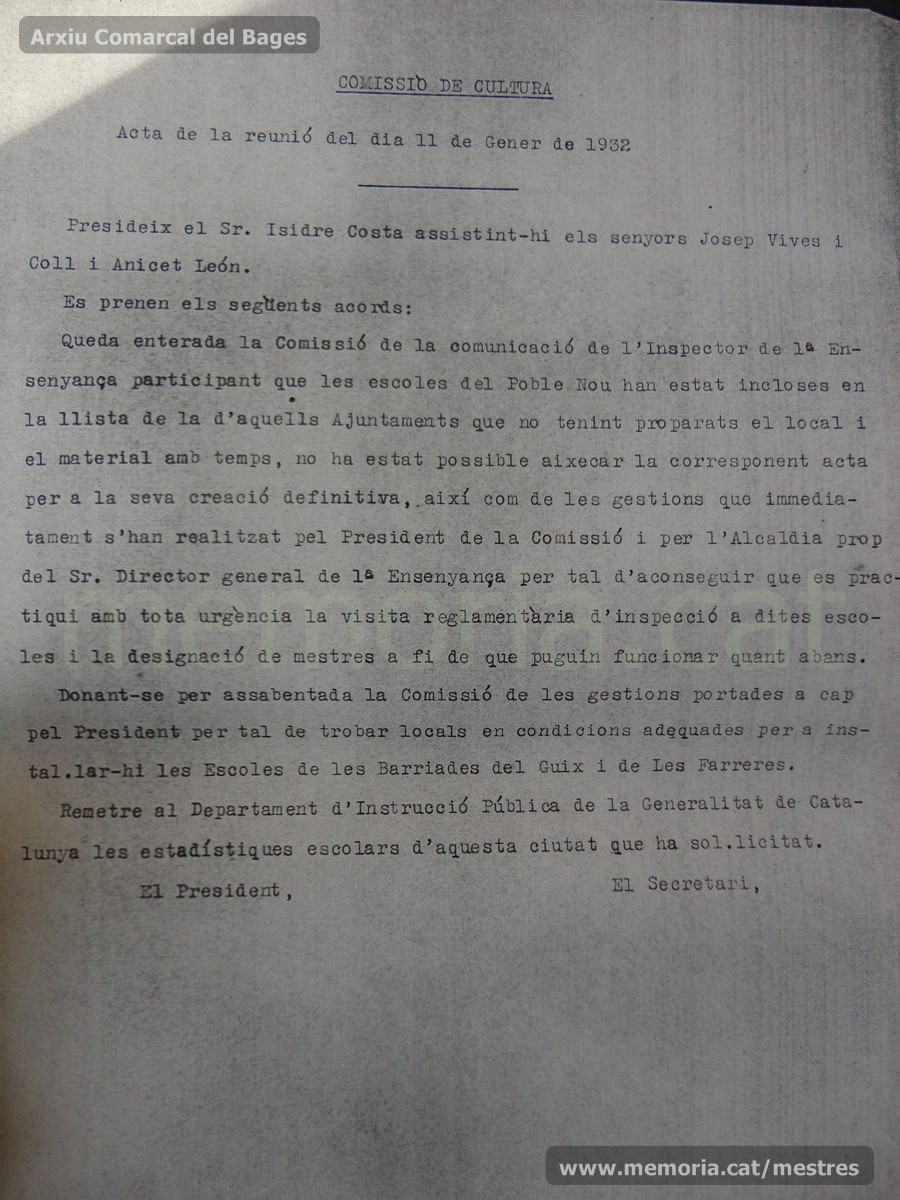 Arxiu Comarcal del Bages
COMISSIÒ DE CULTURA
Acta de la reunió del dia 11 de Gener de 1932
Presideix el Sr. Isidre Costa assistint-hi els senyors Josep Vives i
Coll i Anicet León.
Es prenen els següents acords:
Queda enterada la Comissió de la comunicació de l'Inspector de 1ª En-
senyança participant que les escoles del Poble Nou han estat incloses en
la llista de la d'aquells Ajuntaments que no tenint proparats el local i
el material amb temps, no ha estat possible aixecar la corresponent acta
per a la seva creació definitiva, així com de les gestions que immedia-
tament s'han realitzat pel President de la Comissió i per l'Alcaldia prop
del Sr. Director general de 1ª Ensenyança per tal d'aconseguir que es prac-
tiqui amb tota urgència la visita reglamentària d'inspecció a dites esco-
les i la designació de mestres a fi de que puguin funcionar quant abans.
Donant-se per assabentada la Comissió de les gestions portades a cap
pel President per tal de trobar locals en condicions adequades per a ins-
tal.lar-hi les Escoles de les Barriades del Guix i de Les Farreres.
Remetre al Departament d'Instrucció Pública de la Generalitat de Cata-
lunya les estadístiques escolars d'aquesta ciutat que ha sol.licitat.
El President,
El Secretari,
www.memoria.cat/mestres